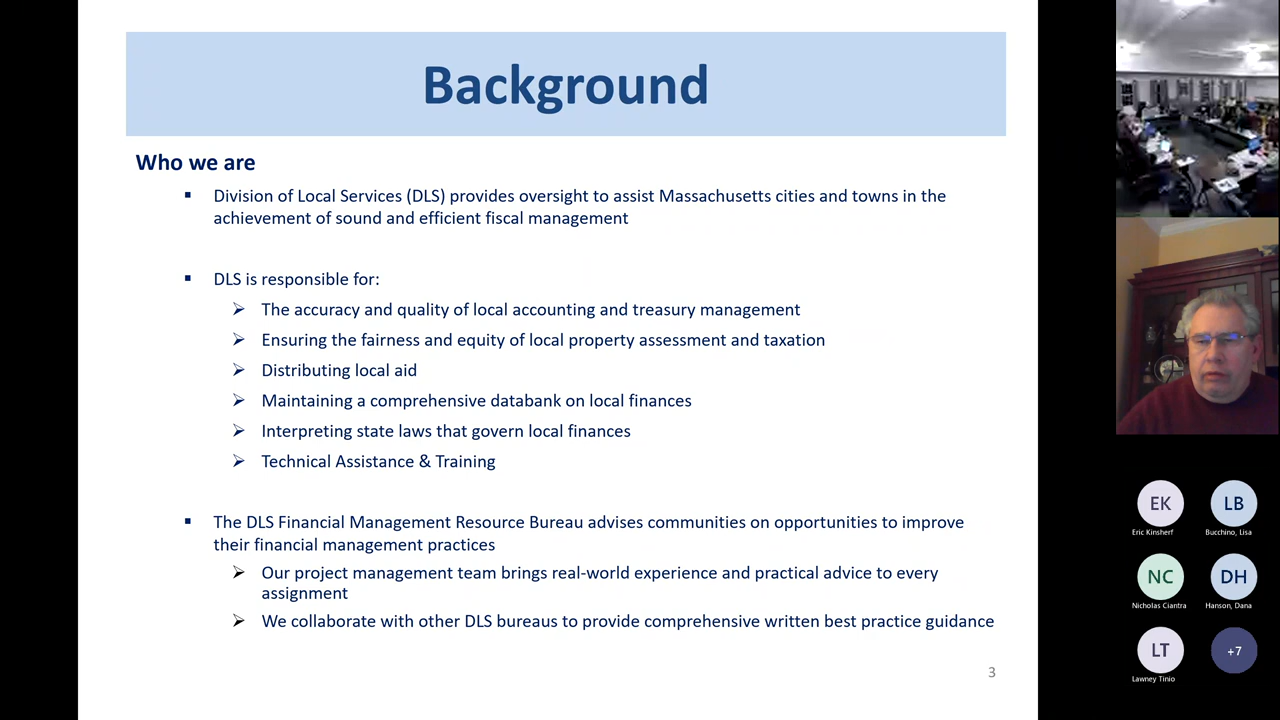 Background
Who we are
▪ Division of Local Services (DLS) provides oversight to assist Massachusetts cities and towns in the
achievement of sound and efficient fiscal management
▪ DLS is responsible for:
➢ The accuracy and quality of local accounting and treasury management
➢ Ensuring the fairness and equity of local property assessment and taxation
➢ Distributing local aid
➢ Maintaining a comprehensive databank on local finances
➢ Interpreting state laws that govern local finances
➢ Technical Assistance & Training
▪ The DLS Financial Management Resource Bureau advises communities on opportunities to improve
their financial management practices
➢ Our project management team brings real-world experience and practical advice to every
assignment
➢ We collaborate with other DLS bureaus to provide comprehensive written best practice guidance
3
EK
Eric Kinsherf
LB
Bucchino, Lisa
NC
Nicholas Ciantra
DH
Hanson, Dana
LT
Lawney Tinio
+7